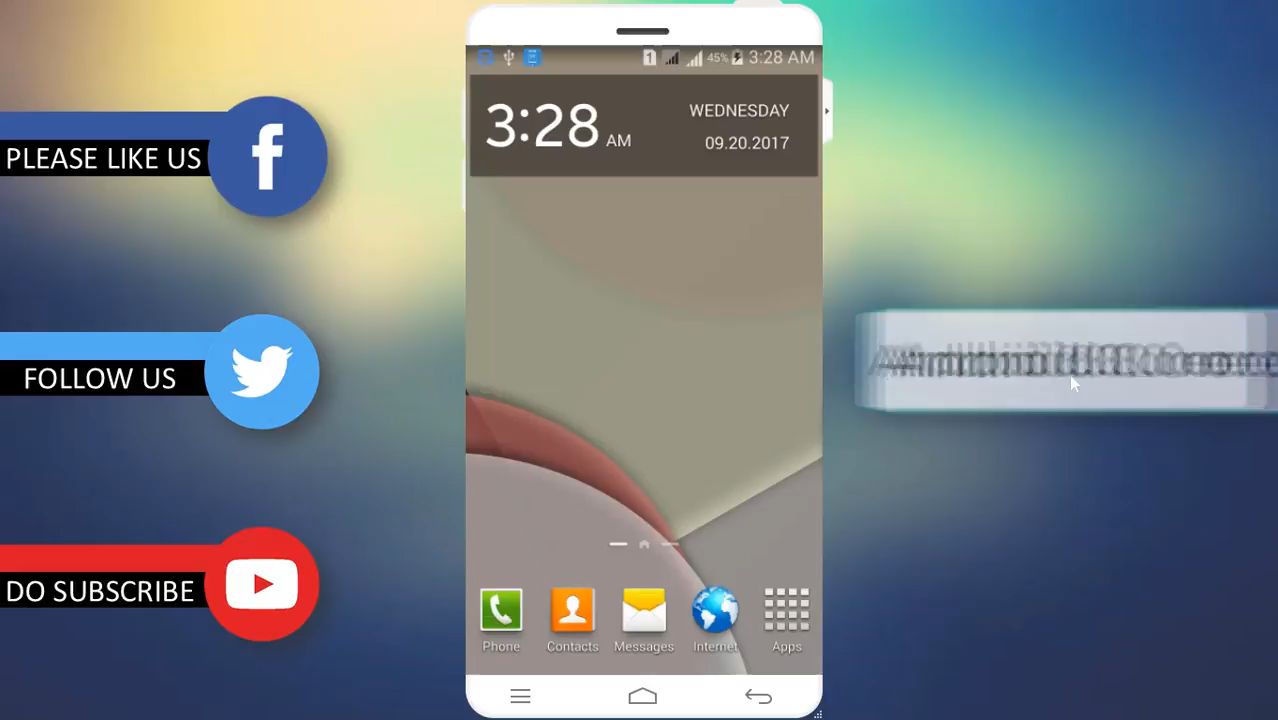 PLEASE LIKE US
f
FOLLOW US
DO SUBSCRIBE
1
45%
3:28 AM
3:28 AM
WEDNESDAY
09.20.2017
Phone
Contacts
Messages
Internet
Apps